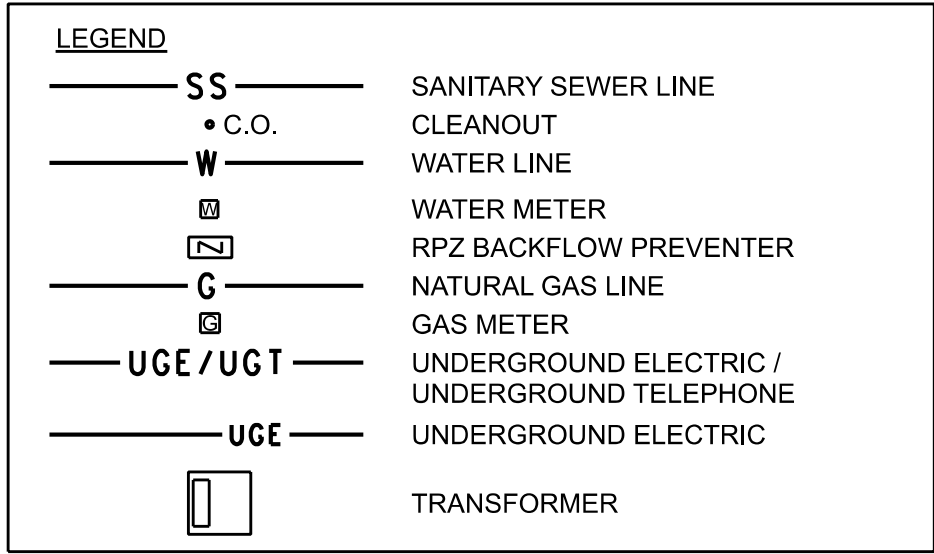 LEGEND
SS SANITARY SEWER LINE
C.O. CLEANOUT
W WATER LINE
W WATER METER
RPZ BACKFLOW PREVENTER
G NATURAL GAS LINE
G GAS METER
UGE/UGT UNDERGROUND ELECTRIC /
UNDERGROUND TELEPHONE
UGE UNDERGROUND ELECTRIC
TRANSFORMER